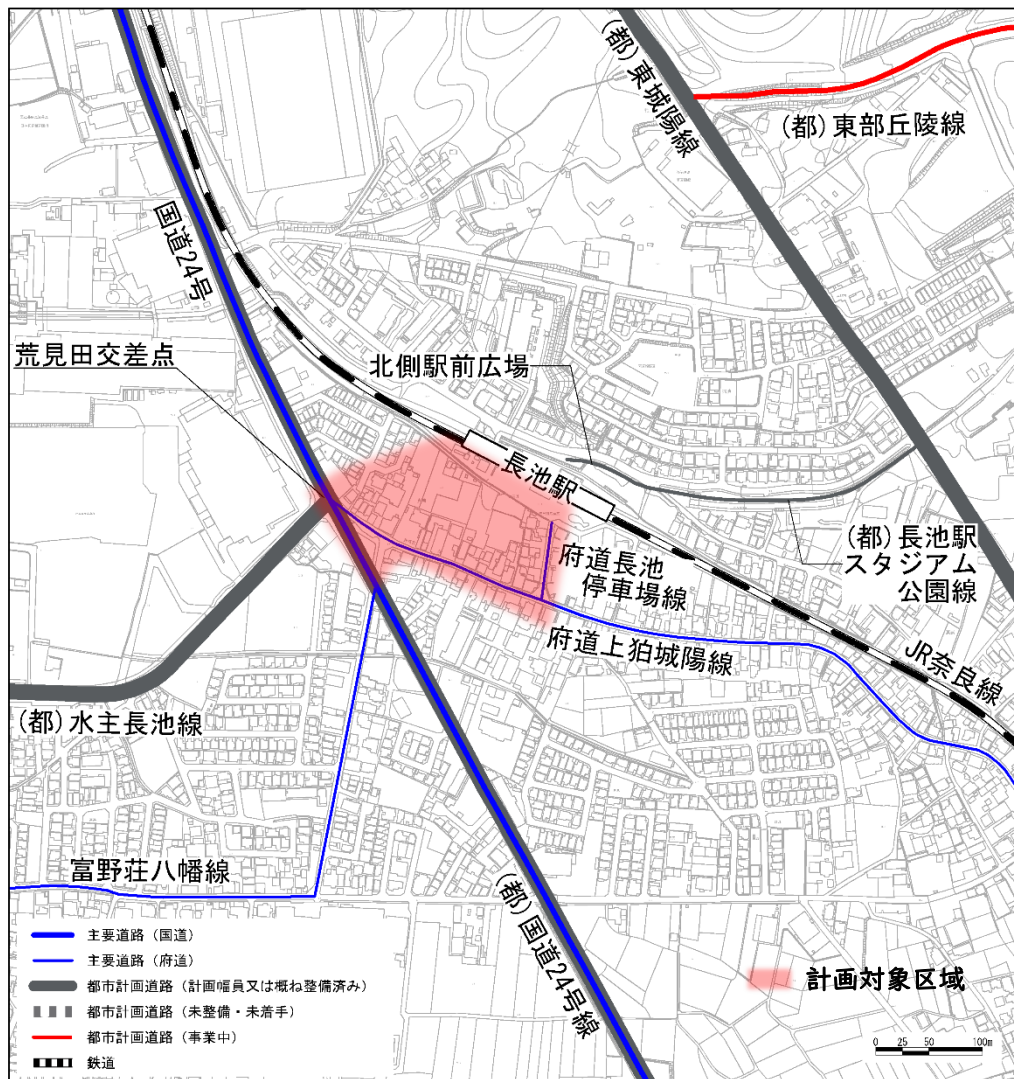 (都)東城陽線
(都)東部丘陵線
国道24号
荒見田交差点
北側駅前広場
長池駅
府道長池
停車場線
(都)長池駅
スタジアム
公園線
府道上狛城陽線
JR奈良線
(都)水主長池線
富野荘八幡線
(都)国道24号線
主要道路(国道)
主要道路(府道)
都市計画道路(計画幅員又は概ね整備済み)
都市計画道路(未整備・未着手)
都市計画道路(事業中)
鉄道
計画対象区域
0 25 50 100m